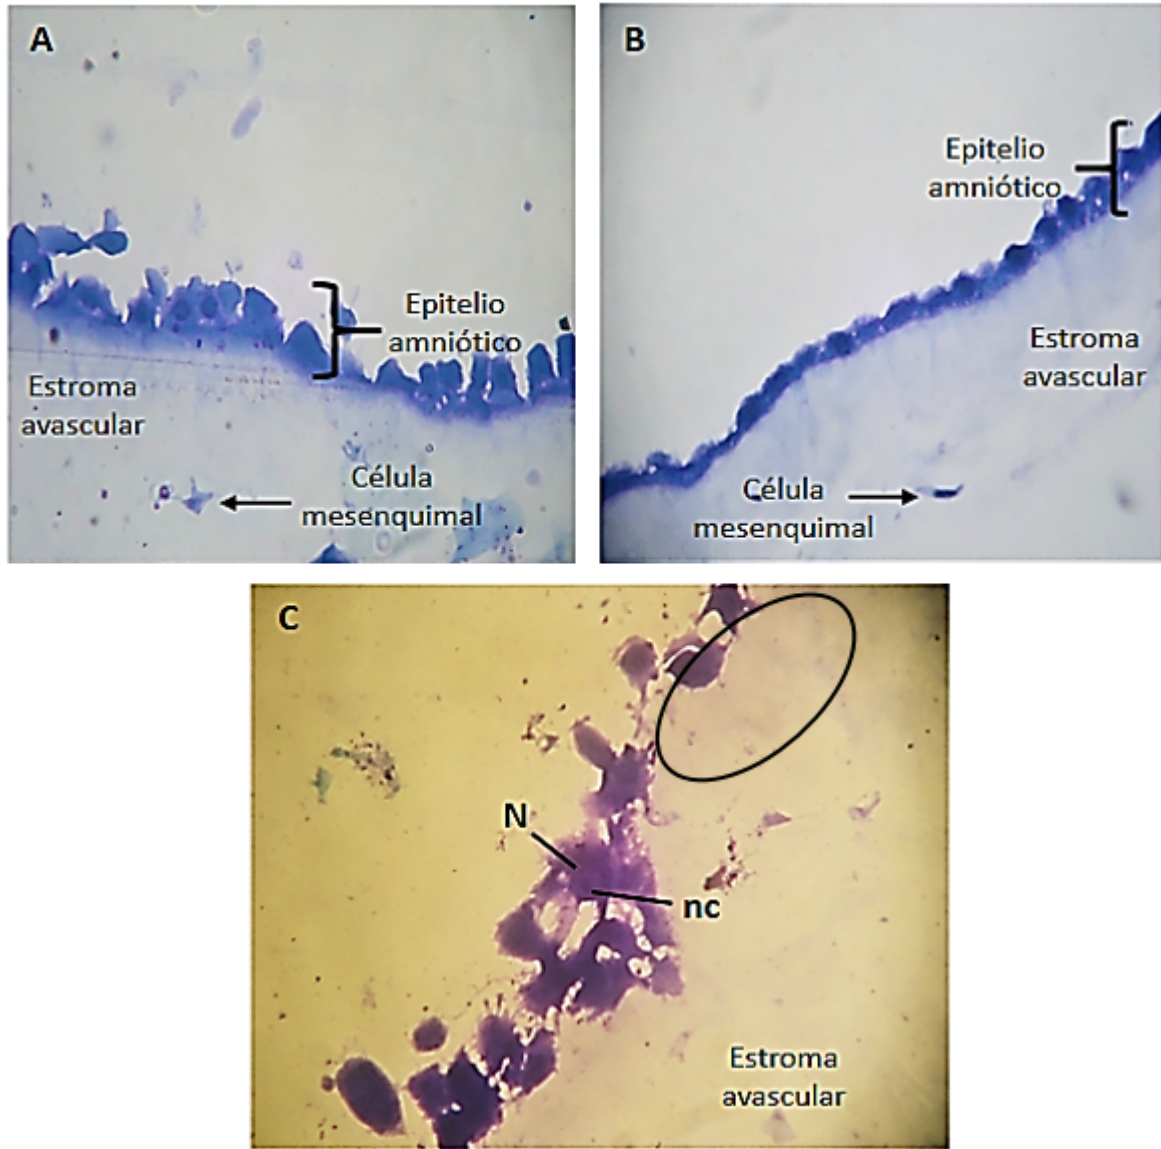 A
Epitelio
amniótico
Estroma
avascular
Célula
mesenquimal
B
Epitelio
amniótico
Estroma
avascular
Célula
mesenquimal
C
N
nc
Estroma
avascular